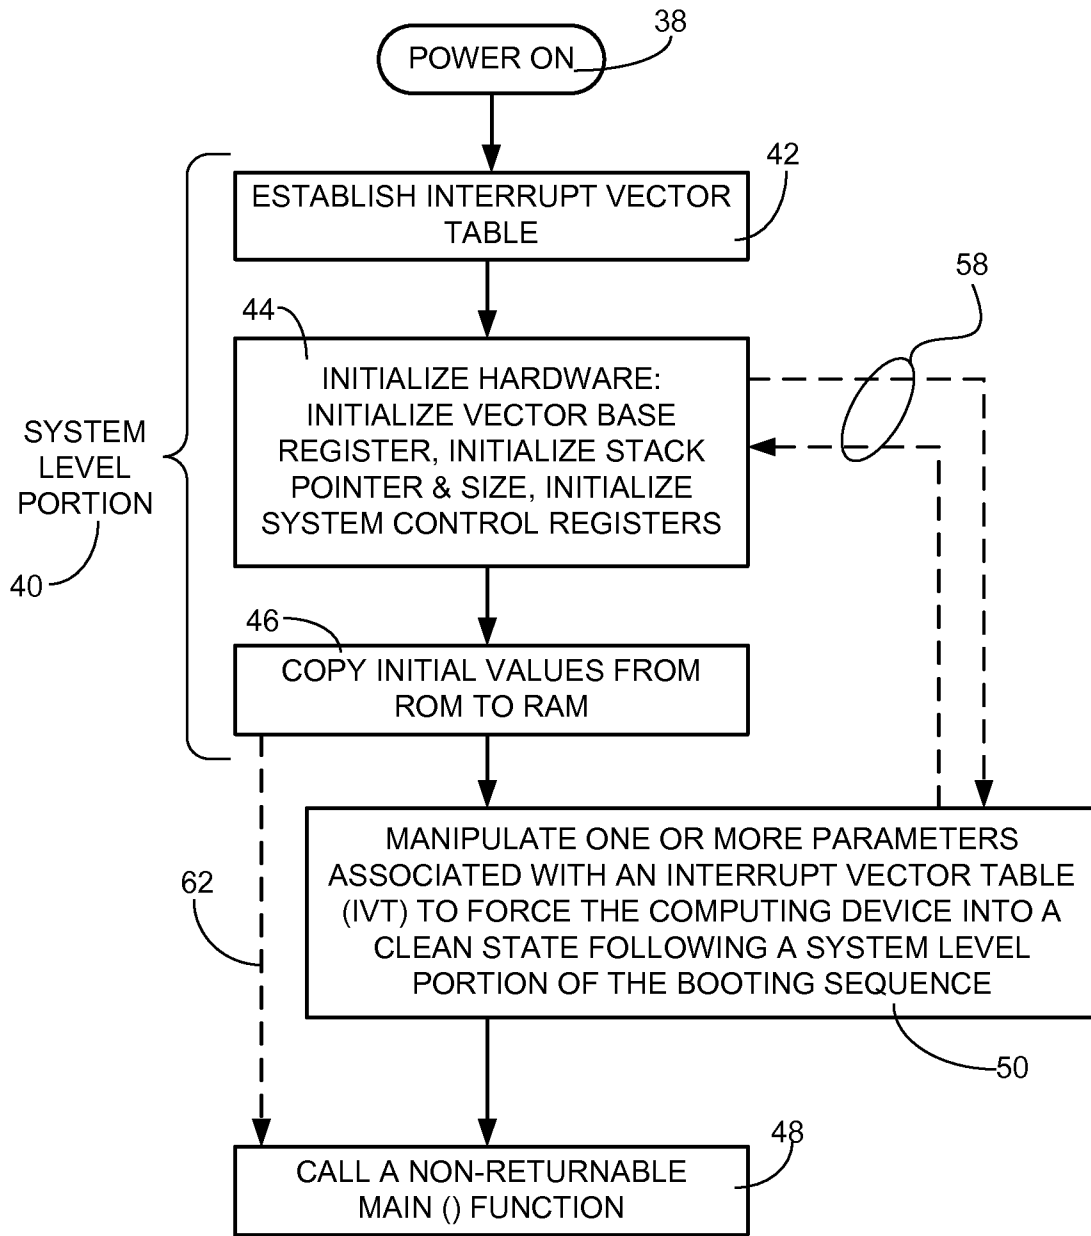 POWER ON
38
42
ESTABLISH INTERRUPT VECTOR
TABLE
58
44
INITIALIZE HARDWARE:
INITIALIZE VECTOR BASE
REGISTER, INITIALIZE STACK
POINTER & SIZE, INITIALIZE
SYSTEM CONTROL REGISTERS
SYSTEM
LEVEL
PORTION
40
46
COPY INITIAL VALUES FROM
ROM TO RAM
MANIPULATE ONE OR MORE PARAMETERS
ASSOCIATED WITH AN INTERRUPT VECTOR TABLE
(IVT) TO FORCE THE COMPUTING DEVICE INTO A
CLEAN STATE FOLLOWING A SYSTEM LEVEL
PORTION OF THE BOOTING SEQUENCE
62
50
48
CALL A NON-RETURNABLE
MAIN () FUNCTION